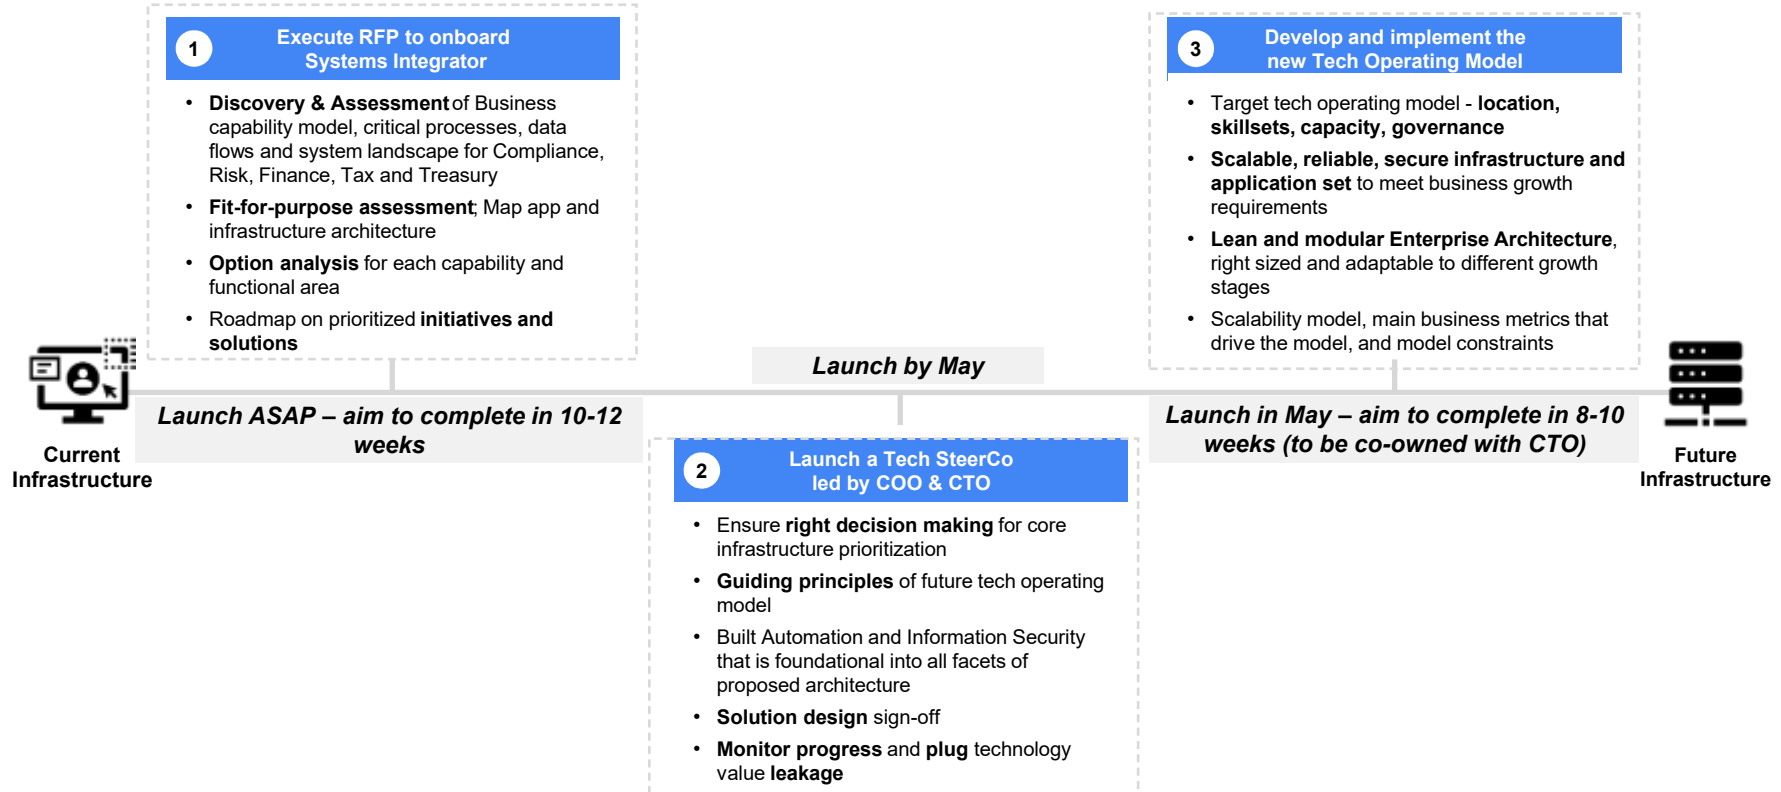 1
Execute RFP to onboard
Systems Integrator
• Discovery & Assessment of Business
capability model, critical processes, data
flows and system landscape for Compliance,
Risk, Finance, Tax and Treasury
• Fit-for-purpose assessment; Map app and
infrastructure architecture
• Option analysis for each capability and
functional area
• Roadmap on prioritized initiatives and
solutions
Launch ASAP – aim to complete in 10-12
weeks
Current
Infrastructure
Launch by May
2
Launch a Tech SteerCo
led by COO & CTO
• Ensure right decision making for core
infrastructure prioritization
• Guiding principles of future tech operating
model
• Built Automation and Information Security
that is foundational into all facets of
proposed architecture
• Solution design sign-off
• Monitor progress and plug technology
value leakage
3
Develop and implement the
new Tech Operating Model
• Target tech operating model - location,
skillsets, capacity, governance
• Scalable, reliable, secure infrastructure and
application set to meet business growth
requirements
• Lean and modular Enterprise Architecture,
right sized and adaptable to different growth
stages
• Scalability model, main business metrics that
drive the model, and model constraints
Launch in May – aim to complete in 8-10
weeks (to be co-owned with CTO)
Future
Infrastructure